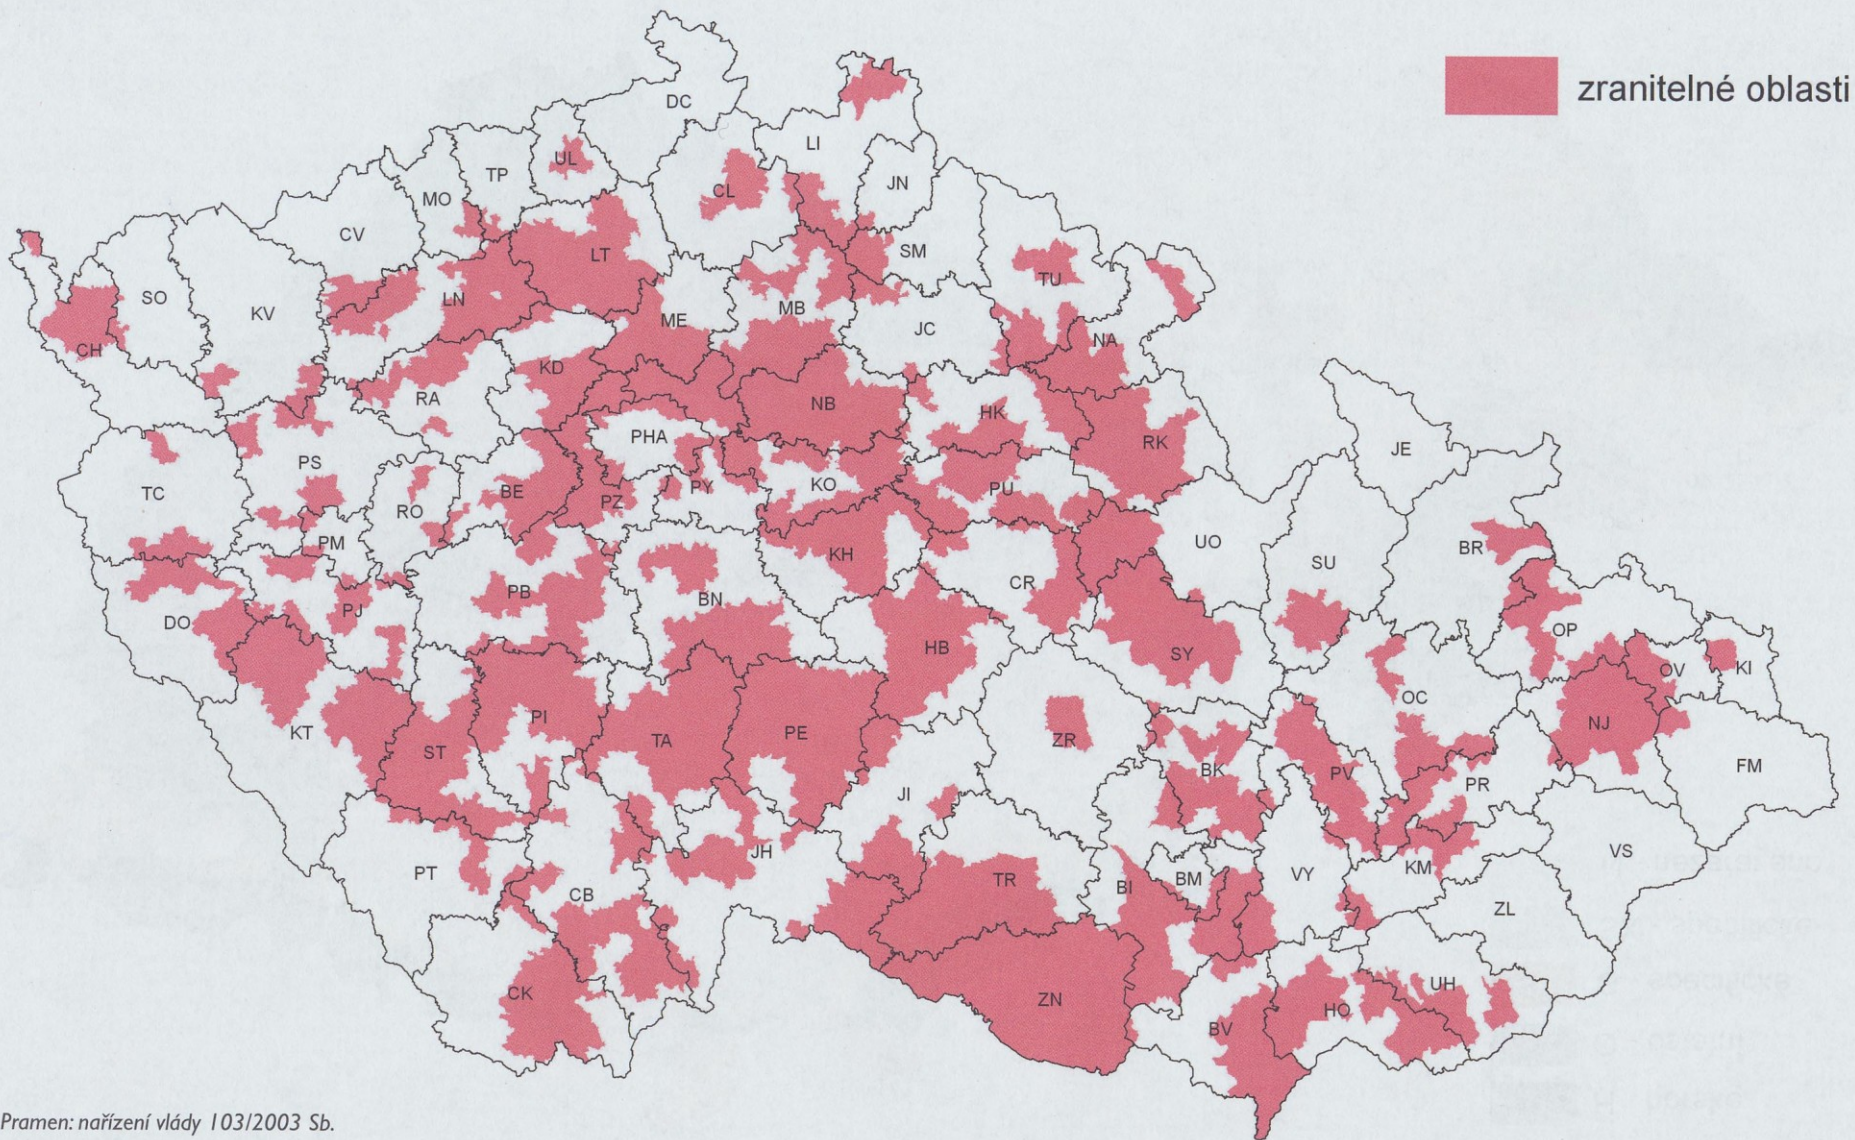 zranitelné oblasti
DC
LI
UL
TP
CL
JN
MO
CV
SM
LT
TU
SO
LN
KV
MB
ME
JC
NA
CH
KD
RA
NB
HK
PHA
RK
JE
PS
TC
KO
PY
PU
BE
PZ
RO
PM
UO
BR
KH
SU
CR
PB
BN
PJ
DO
OP
HB
SY
OV
KI
OC
PI
NJ
KT
ST
TA
PE
ZR
FM
BK
PV
PR
JI
JH
VS
PT
KM
TR
BM
VY
BI
CB
ZL
UH
CK
ZN
HO
BV
Pramen: nařízení vlády 103/2003 Sb.